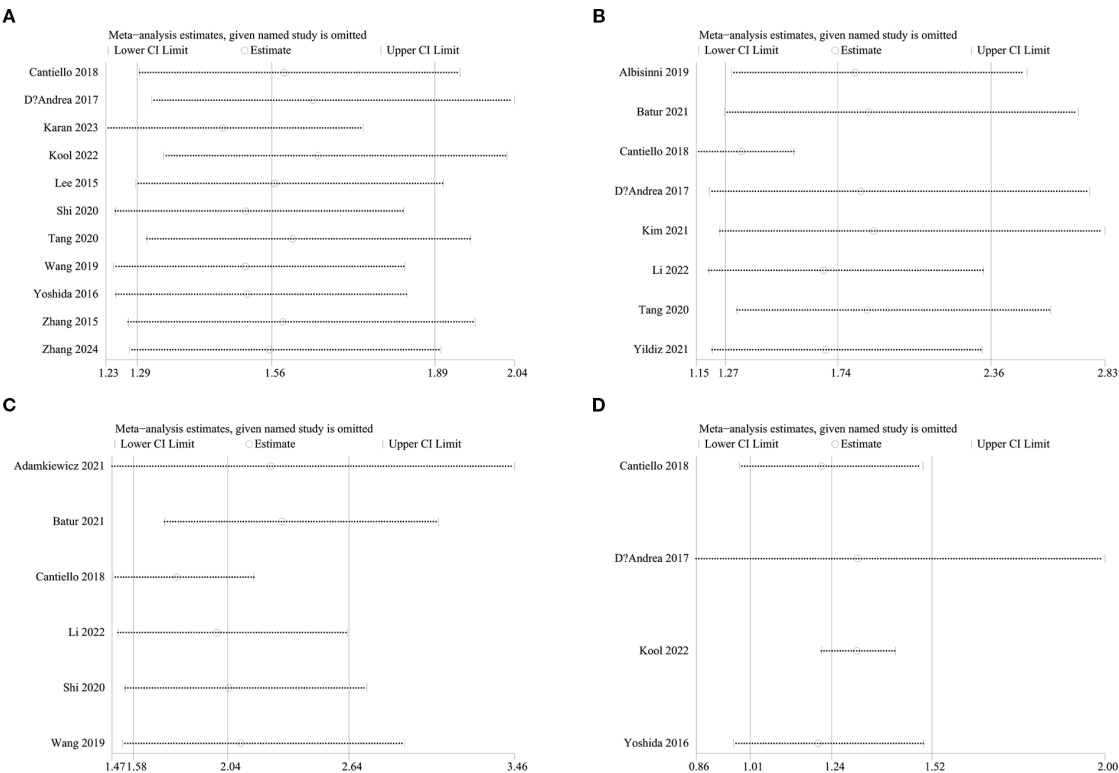 A
Meta−analysis estimates, given named study is omitted
Lower CI Limit Estimate Upper CI Limit
Cantiello 2018
D?Andrea 2017
Karan 2023
Kool 2022
Lee 2015
Shi 2020
Tang 2020
Wang 2019
Yoshida 2016
Zhang 2015
Zhang 2024
1.23 1.29 1.56 1.89 2.04
B
Meta−analysis estimates, given named study is omitted
Lower CI Limit Estimate Upper CI Limit
Albisinni 2019
Batur 2021
Cantiello 2018
D?Andrea 2017
Kim 2021
Li 2022
Tang 2020
Yildiz 2021
1.15 1.27 1.74 2.36 2.83
C
Meta−analysis estimates, given named study is omitted
Lower CI Limit Estimate Upper CI Limit
Adamkiewicz 2021
Batur 2021
Cantiello 2018
Li 2022
Shi 2020
Wang 2019
1.47 1.58 2.04 2.64 3.46
D
Meta−analysis estimates, given named study is omitted
Lower CI Limit Estimate Upper CI Limit
Cantiello 2018
D?Andrea 2017
Kool 2022
Yoshida 2016
0.86 1.01 1.24 1.52 2.00